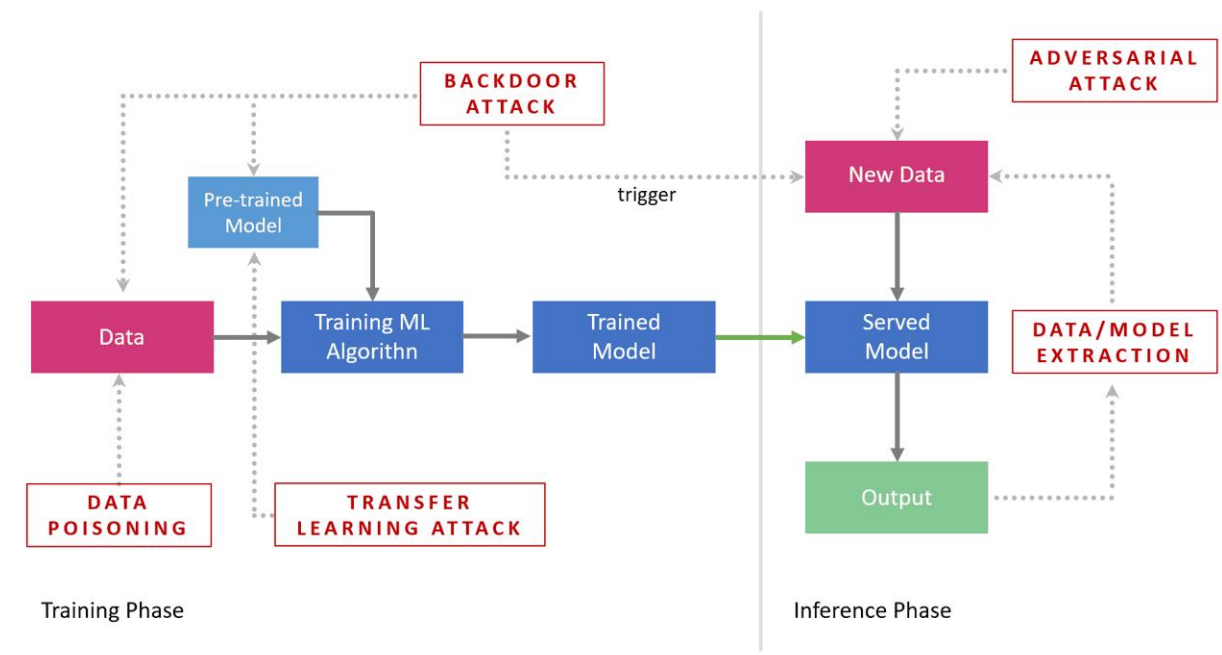 BACKDOOR
ATTACK
ADVERSARIAL
ATTACK
Pre-trained
Model
trigger
New Data
Data
Training ML
Algorithn
Trained
Model
Served
Model
DATA/MODEL
EXTRACTION
DATA
POISONING
TRANSFER
LEARNING ATTACK
Output
Training Phase
Inference Phase